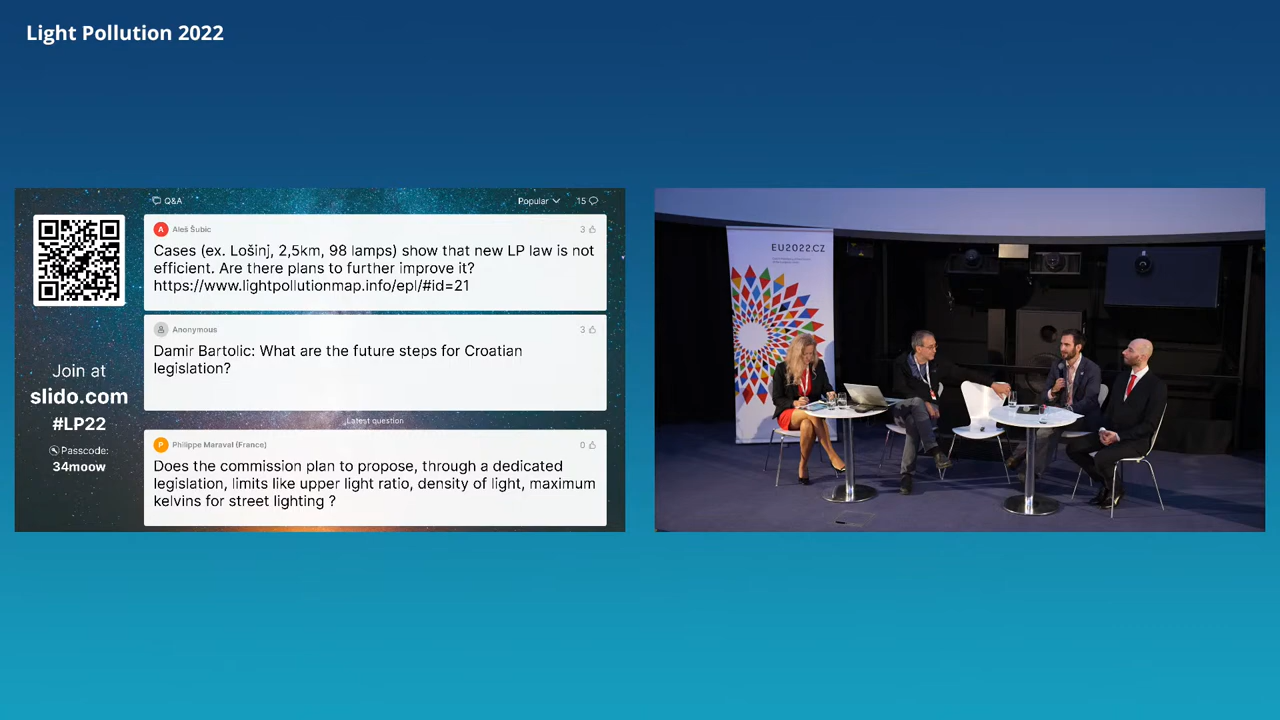 Light Pollution 2022
Q&A
Popular
15
A
Aleš Šubic
3
Cases (ex. Lošinj, 2,5km, 98 lamps) show that new LP law is not
efficient. Are there plans to further improve it?
https://www.lightpollutionmap.info/epl/#id=21
Anonymous
3
Damir Bartolic: What are the future steps for Croatian
legislation?
Latest question
P
Philippe Maraval (France)
0
Does the commission plan to propose, through a dedicated
legislation, limits like upper light ratio, density of light, maximum
kelvins for street lighting ?
Join at
slido.com
#LP22
Passcode:
34moow
EU2022.CZ